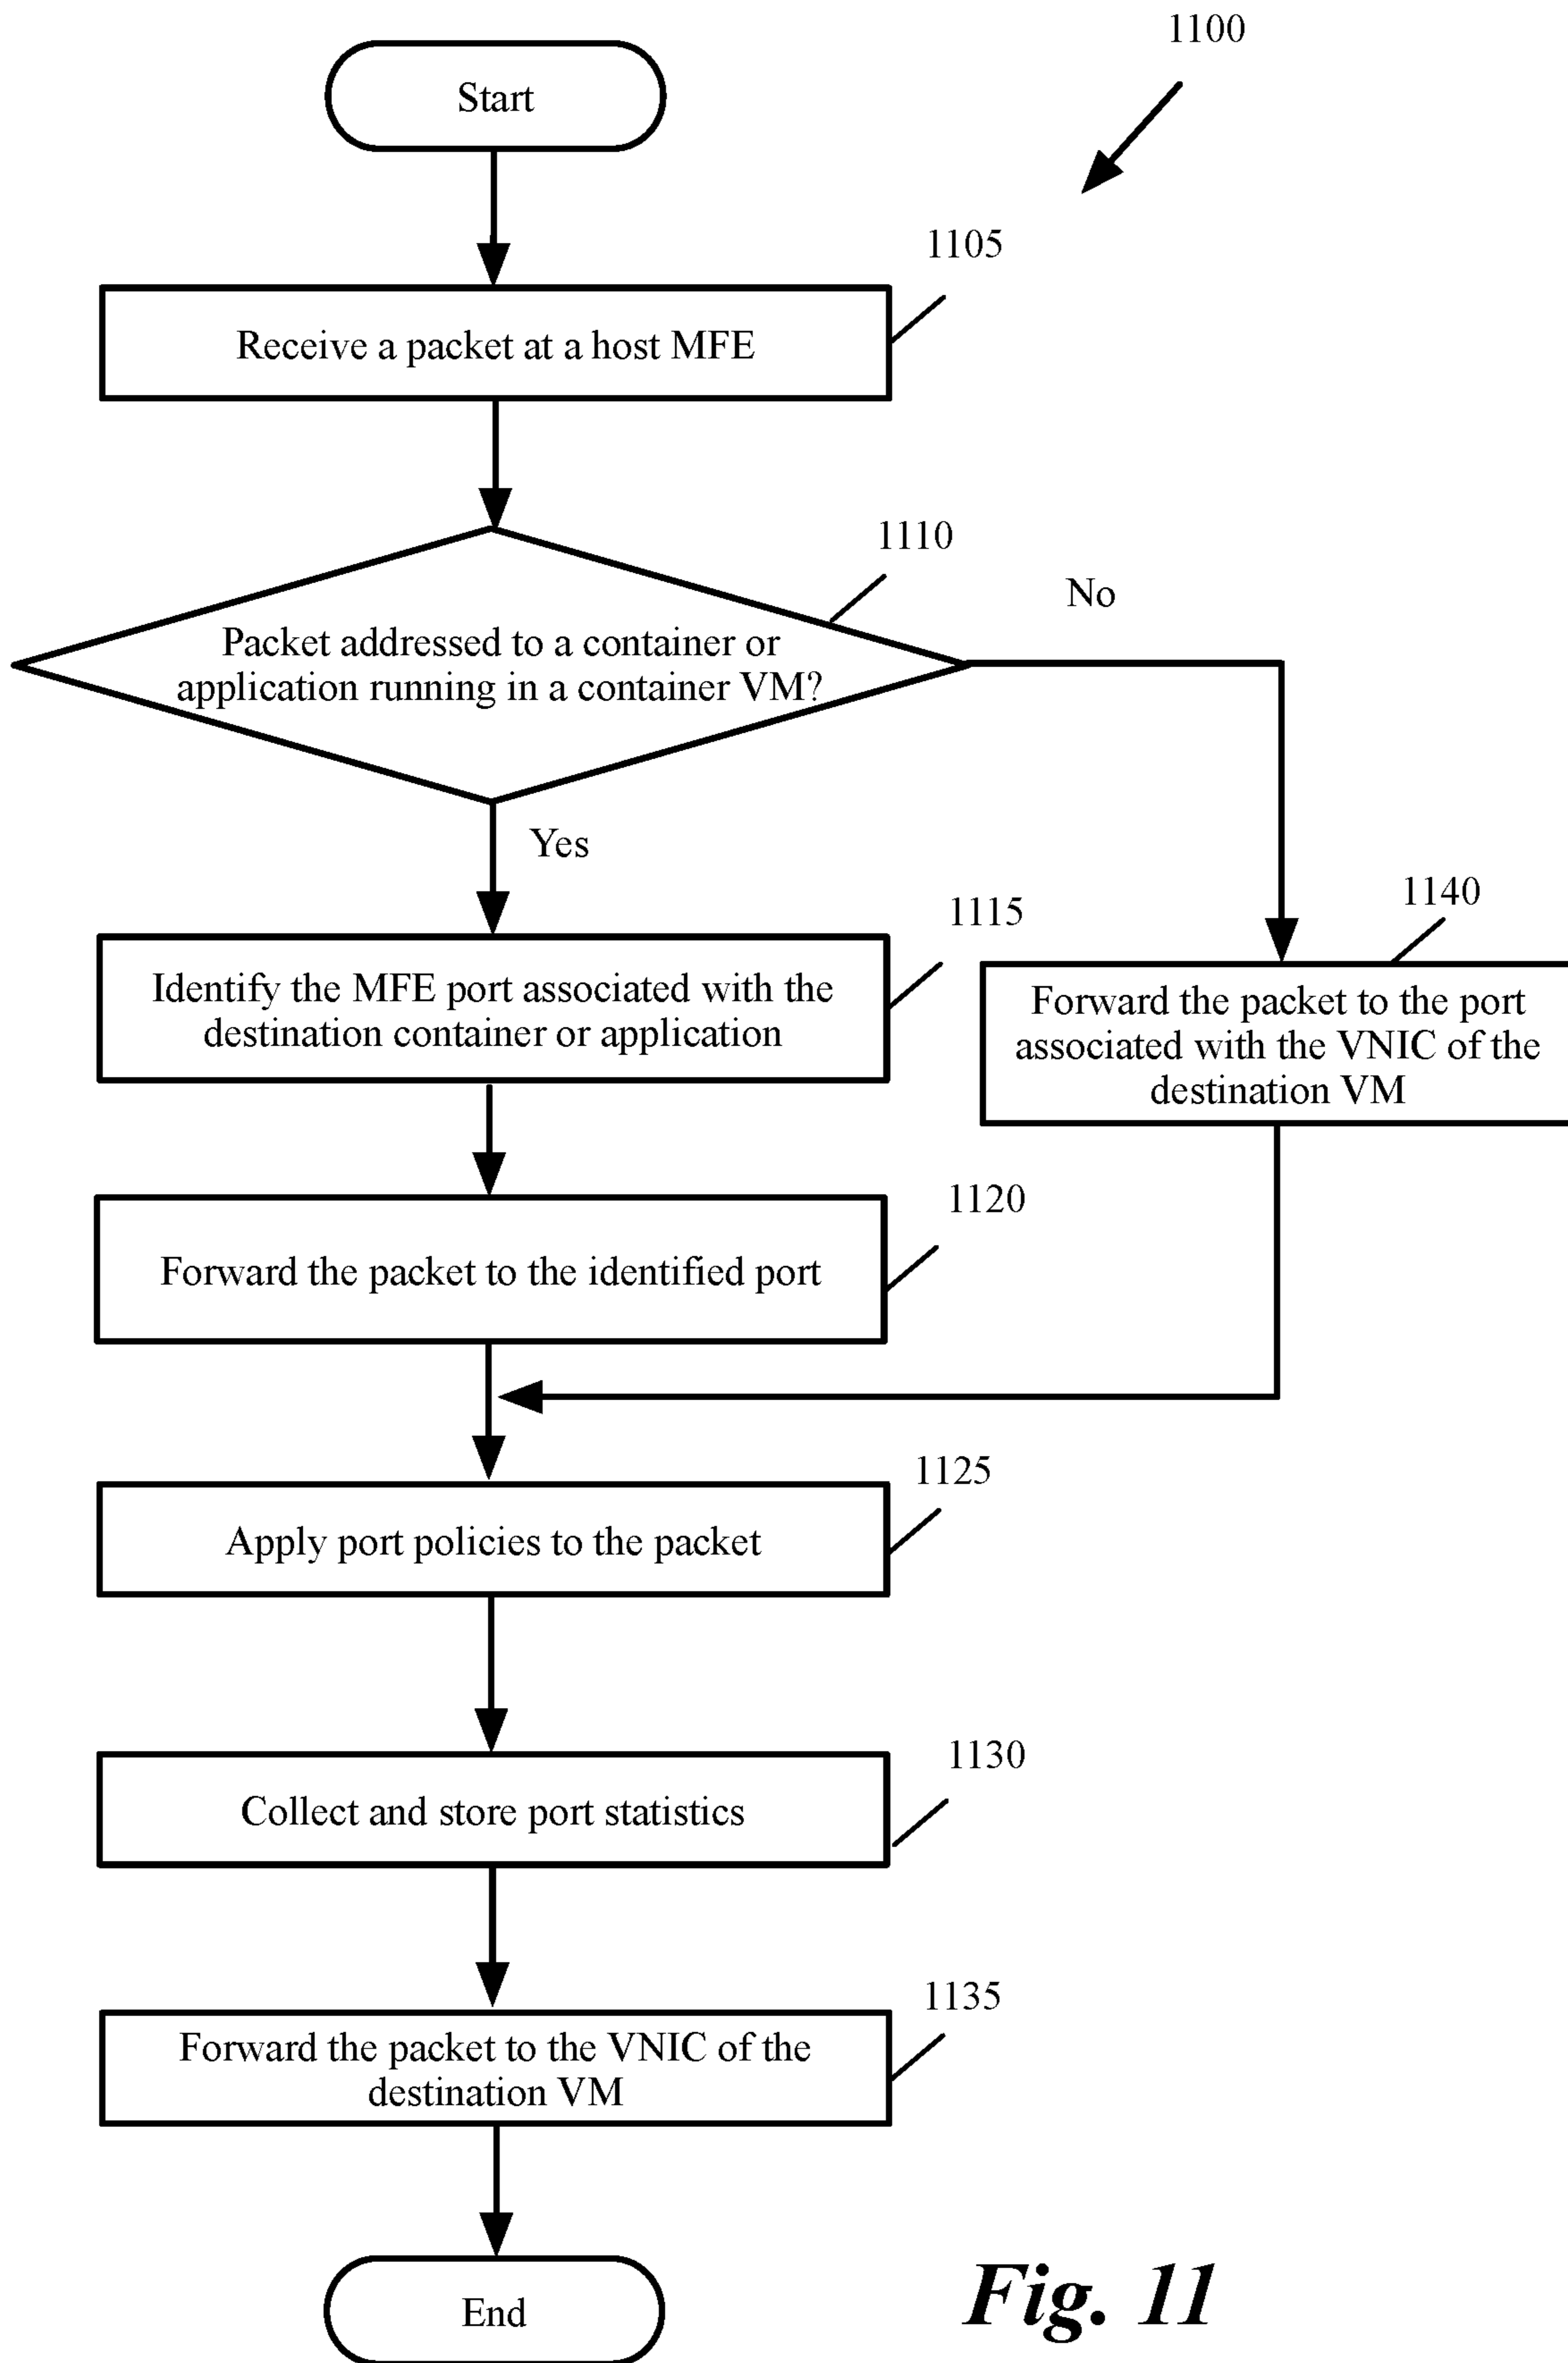 1100
Start
1105
Receive a packet at a host MFE
1110
No
Packet addressed to a container or
application running in a container VM?
Yes
1115
1140
Identify the MFE port associated with the
destination container or application
Forward the packet to the port
associated with the VNIC of the
destination VM
1120
Forward the packet to the identified port
1125
Apply port policies to the packet
1130
Collect and store port statistics
1135
Forward the packet to the VNIC of the
destination VM
End
Fig. 11